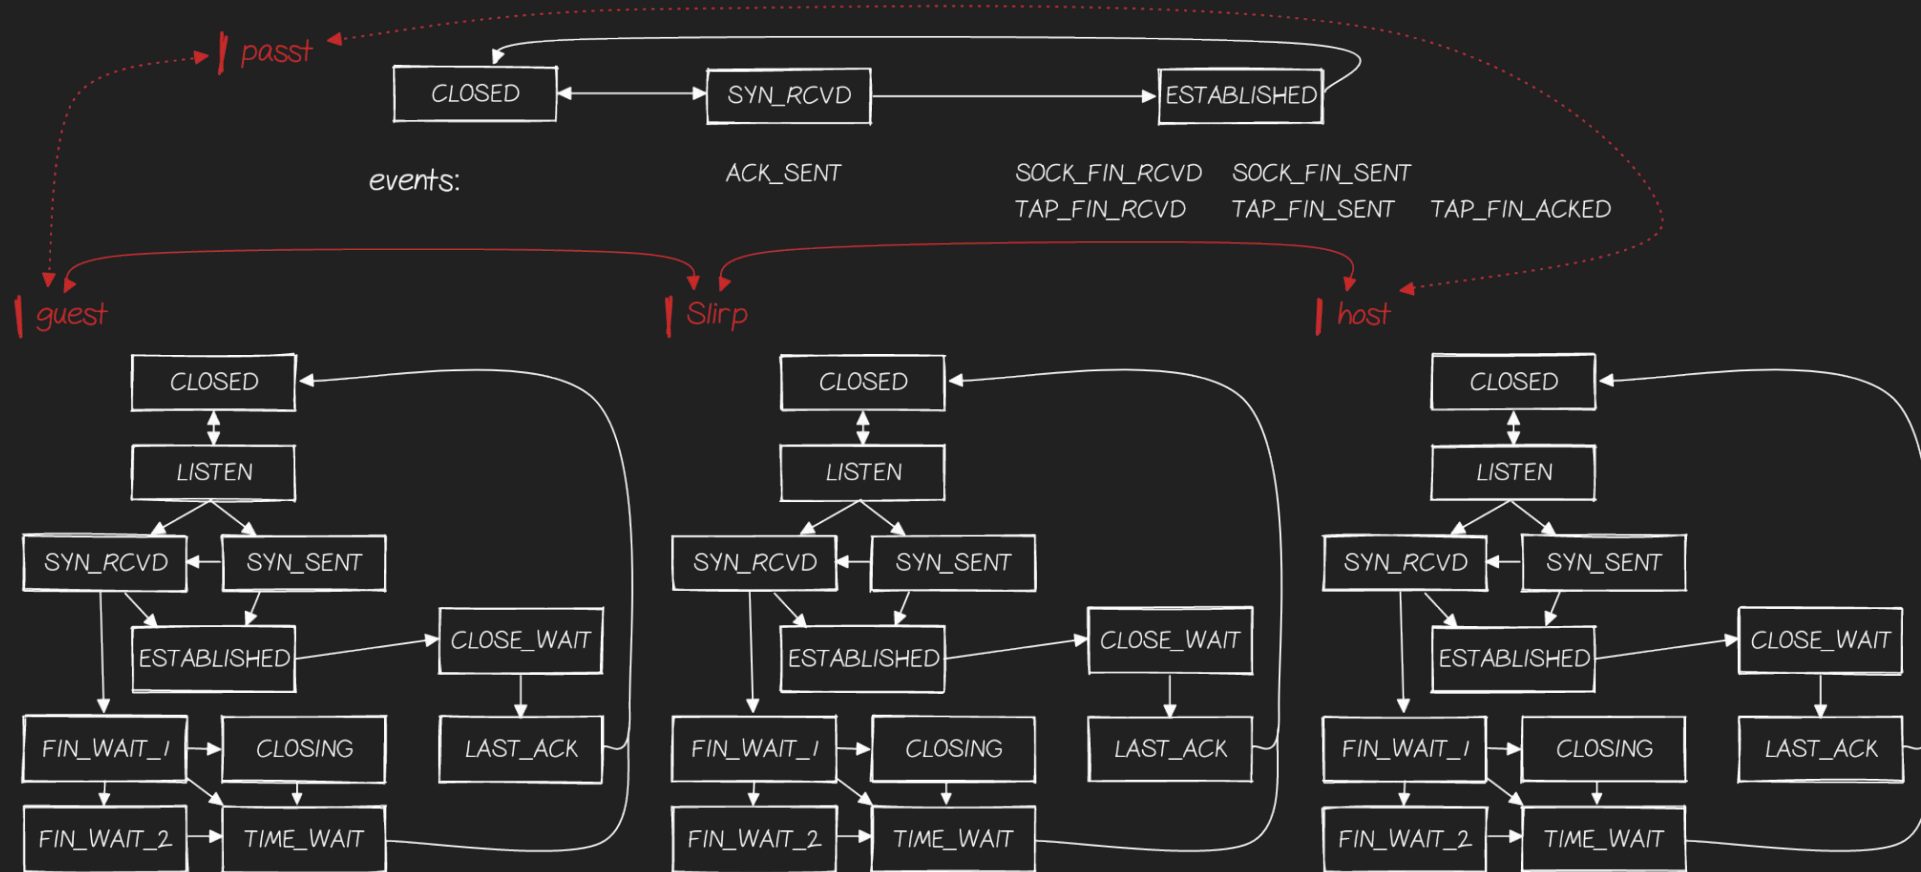 passt
CLOSED SYN_RCVD ESTABLISHED
events: ACK_SENT SOCK_FIN_RCVD SOCK_FIN_SENT
TAP_FIN_RCVD TAP_FIN_SENT TAP_FIN_ACKED
guest
CLOSED
LISTEN
SYN_RCVD SYN_SENT
ESTABLISHED CLOSE_WAIT
FIN_WAIT_1 CLOSING LAST_ACK
FIN_WAIT_2 TIME_WAIT
Slirp
CLOSED
LISTEN
SYN_RCVD SYN_SENT
ESTABLISHED CLOSE_WAIT
FIN_WAIT_1 CLOSING LAST_ACK
FIN_WAIT_2 TIME_WAIT
host
CLOSED
LISTEN
SYN_RCVD SYN_SENT
ESTABLISHED CLOSE_WAIT
FIN_WAIT_1 CLOSING LAST_ACK
FIN_WAIT_2 TIME_WAIT